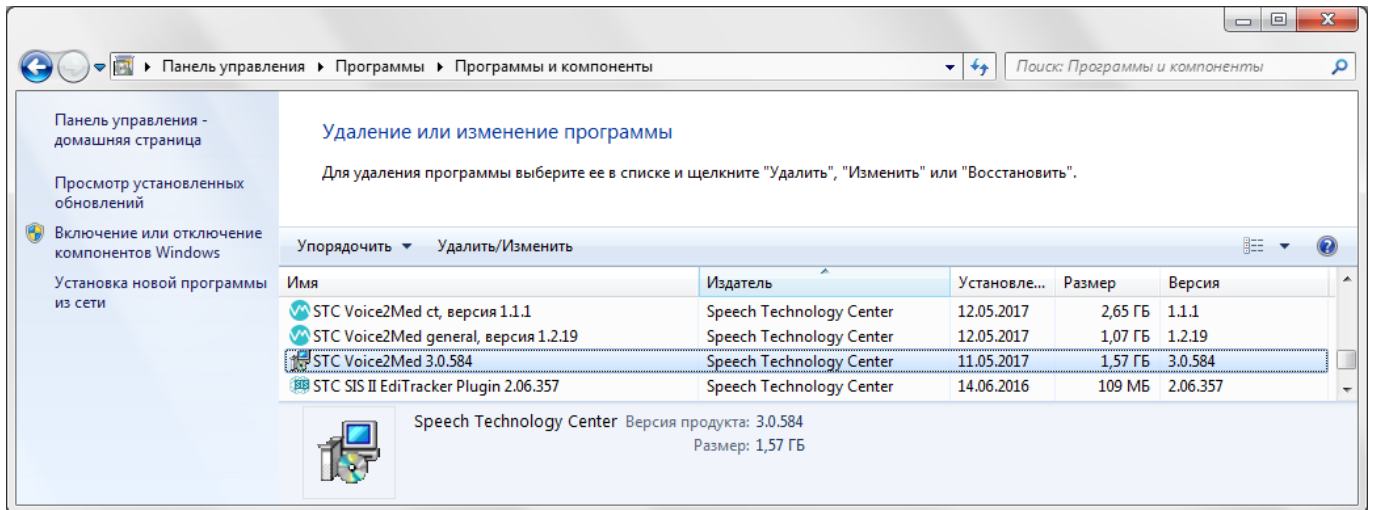 Панель управления ▸ Программы ▸ Программы и компоненты
Поиск: Программы и компоненты
Панель управления -
домашняя страница
Просмотр установленных
обновлений
Включение или отключение
компонентов Windows
Установка новой программы
из сети
Удаление или изменение программы
Для удаления программы выберите ее в списке и щелкните "Удалить", "Изменить" или "Восстановить".
Упорядочить ▼ Удалить/Изменить
Имя Издатель Установле... Размер Версия
STC Voice2Med ct, версия 1.1.1 Speech Technology Center 12.05.2017 2,65 ГБ 1.1.1
STC Voice2Med general, версия 1.2.19 Speech Technology Center 12.05.2017 1,07 ГБ 1.2.19
STC Voice2Med 3.0.584 Speech Technology Center 11.05.2017 1,57 ГБ 3.0.584
STC SIS II EdiTracker Plugin 2.06.357 Speech Technology Center 14.06.2016 109 МБ 2.06.357
Speech Technology Center Версия продукта: 3.0.584
Размер: 1,57 ГБ